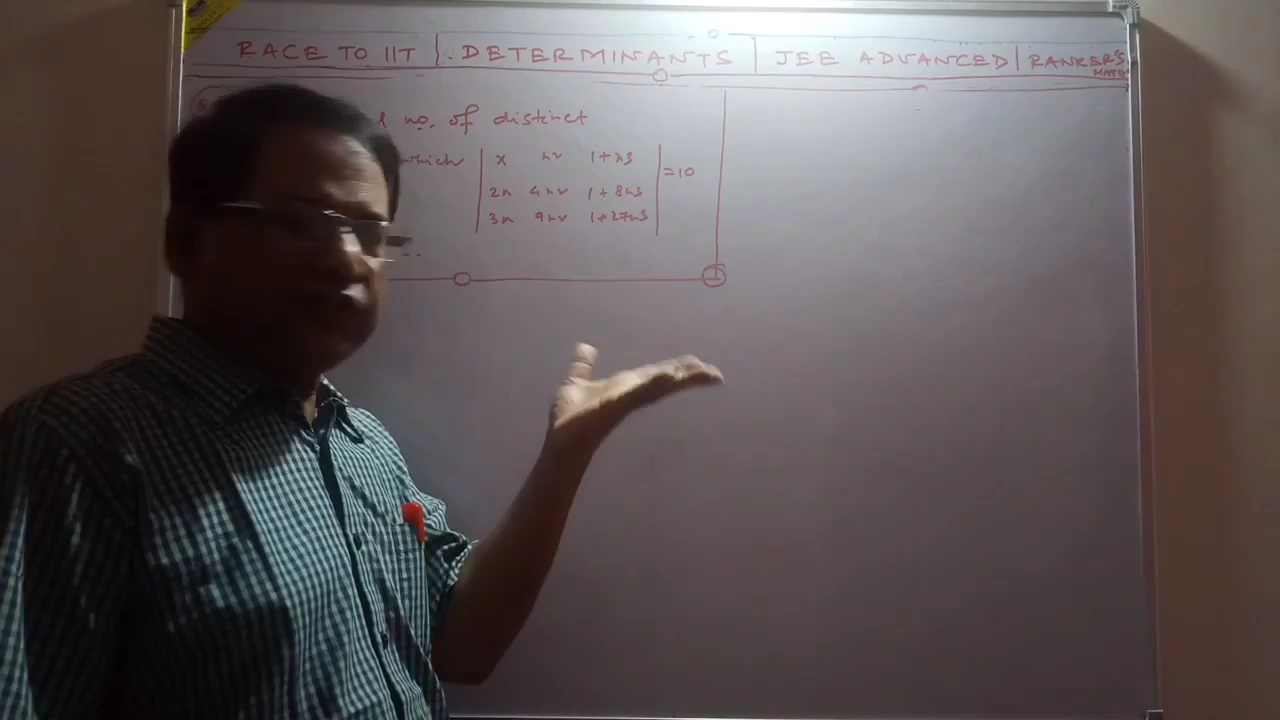 RACE TO IIT }. DETERMINANTS | JEE ADVANCED | RANKER'S MATH
no. of distinct
which | x x² 1+x3 | = 10
2x 4x² 1+8x3
3x 9x² 1+27x3